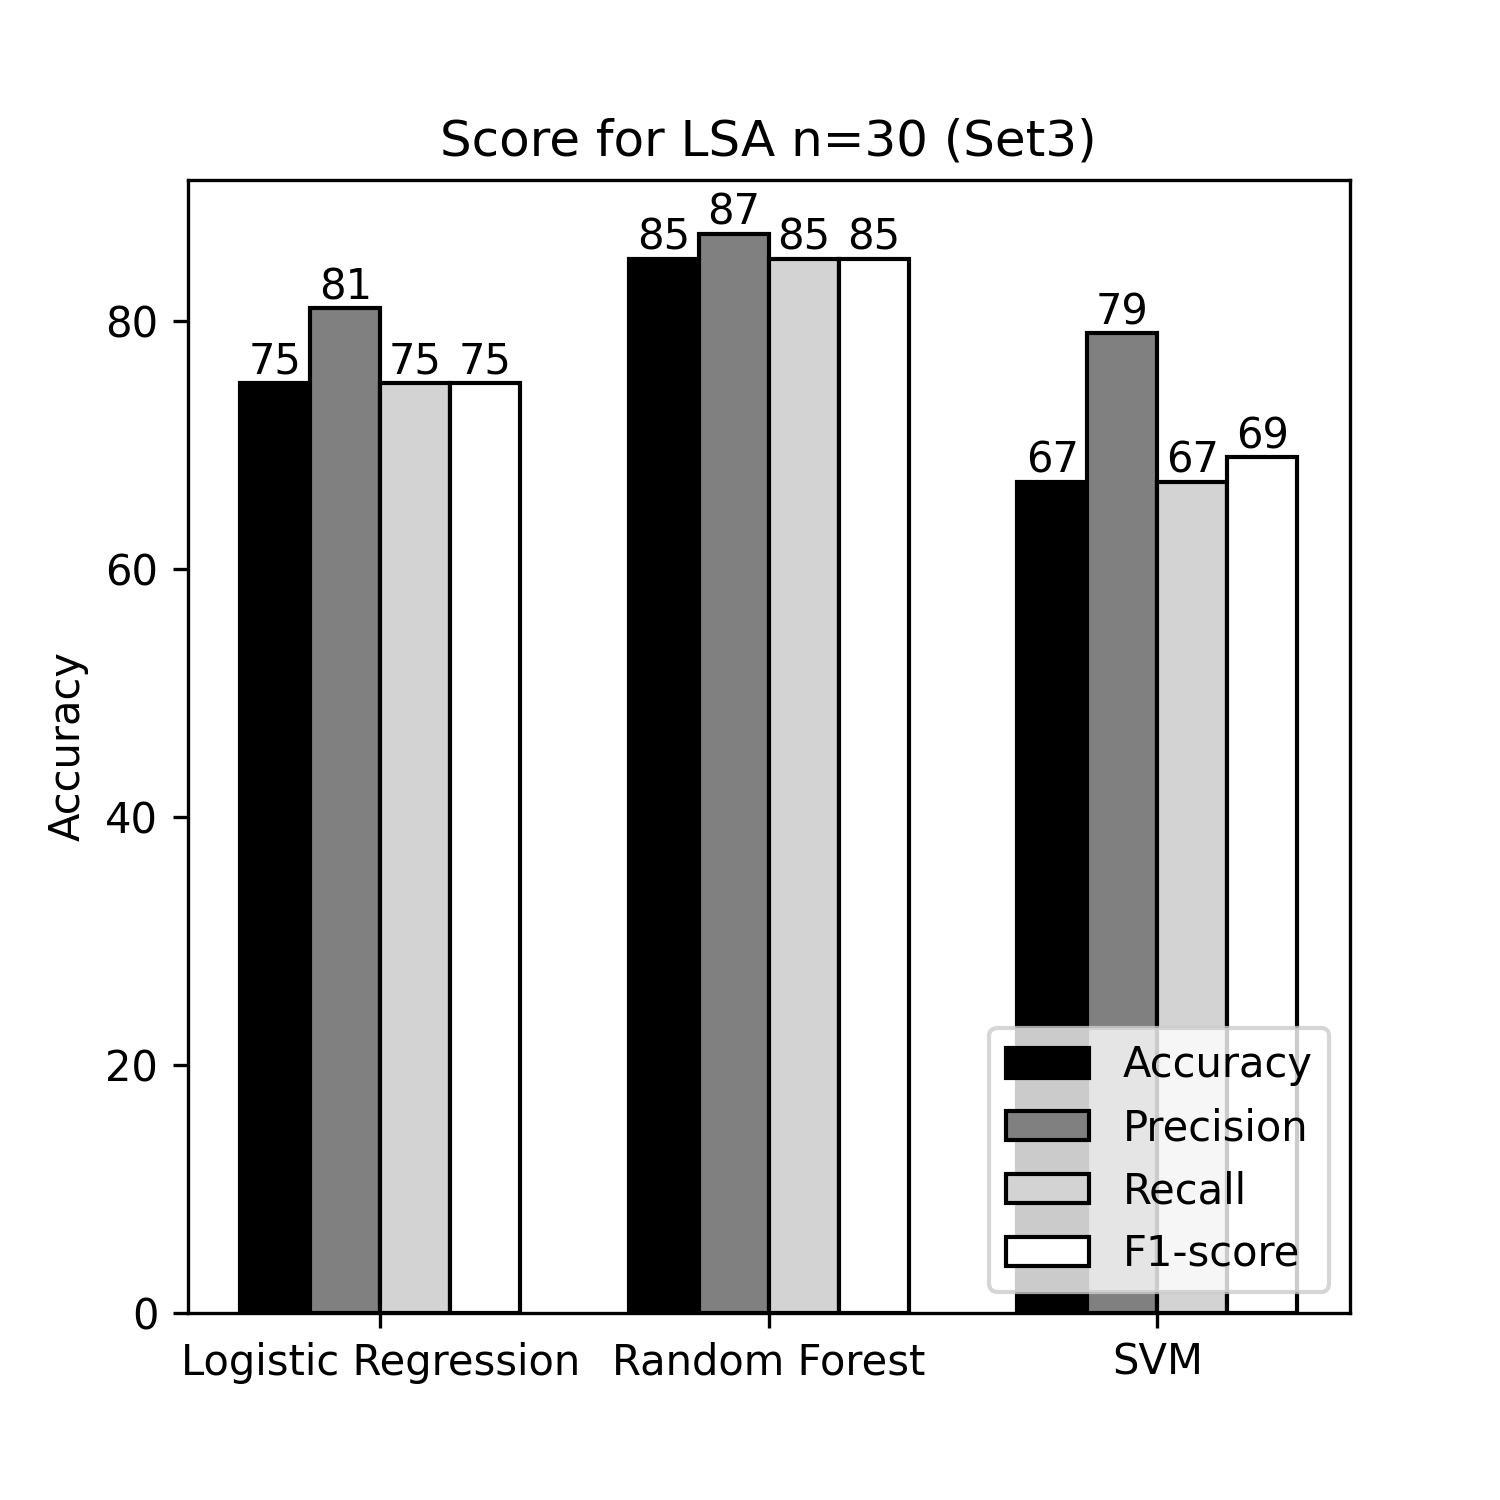 Score for LSA n=30 (Set3)
87
85 85 85
81
79
75 75 75
69
67 67
80
60
40
20
0
Accuracy
Accuracy
Precision
Recall
F1-score
Logistic Regression Random Forest SVM